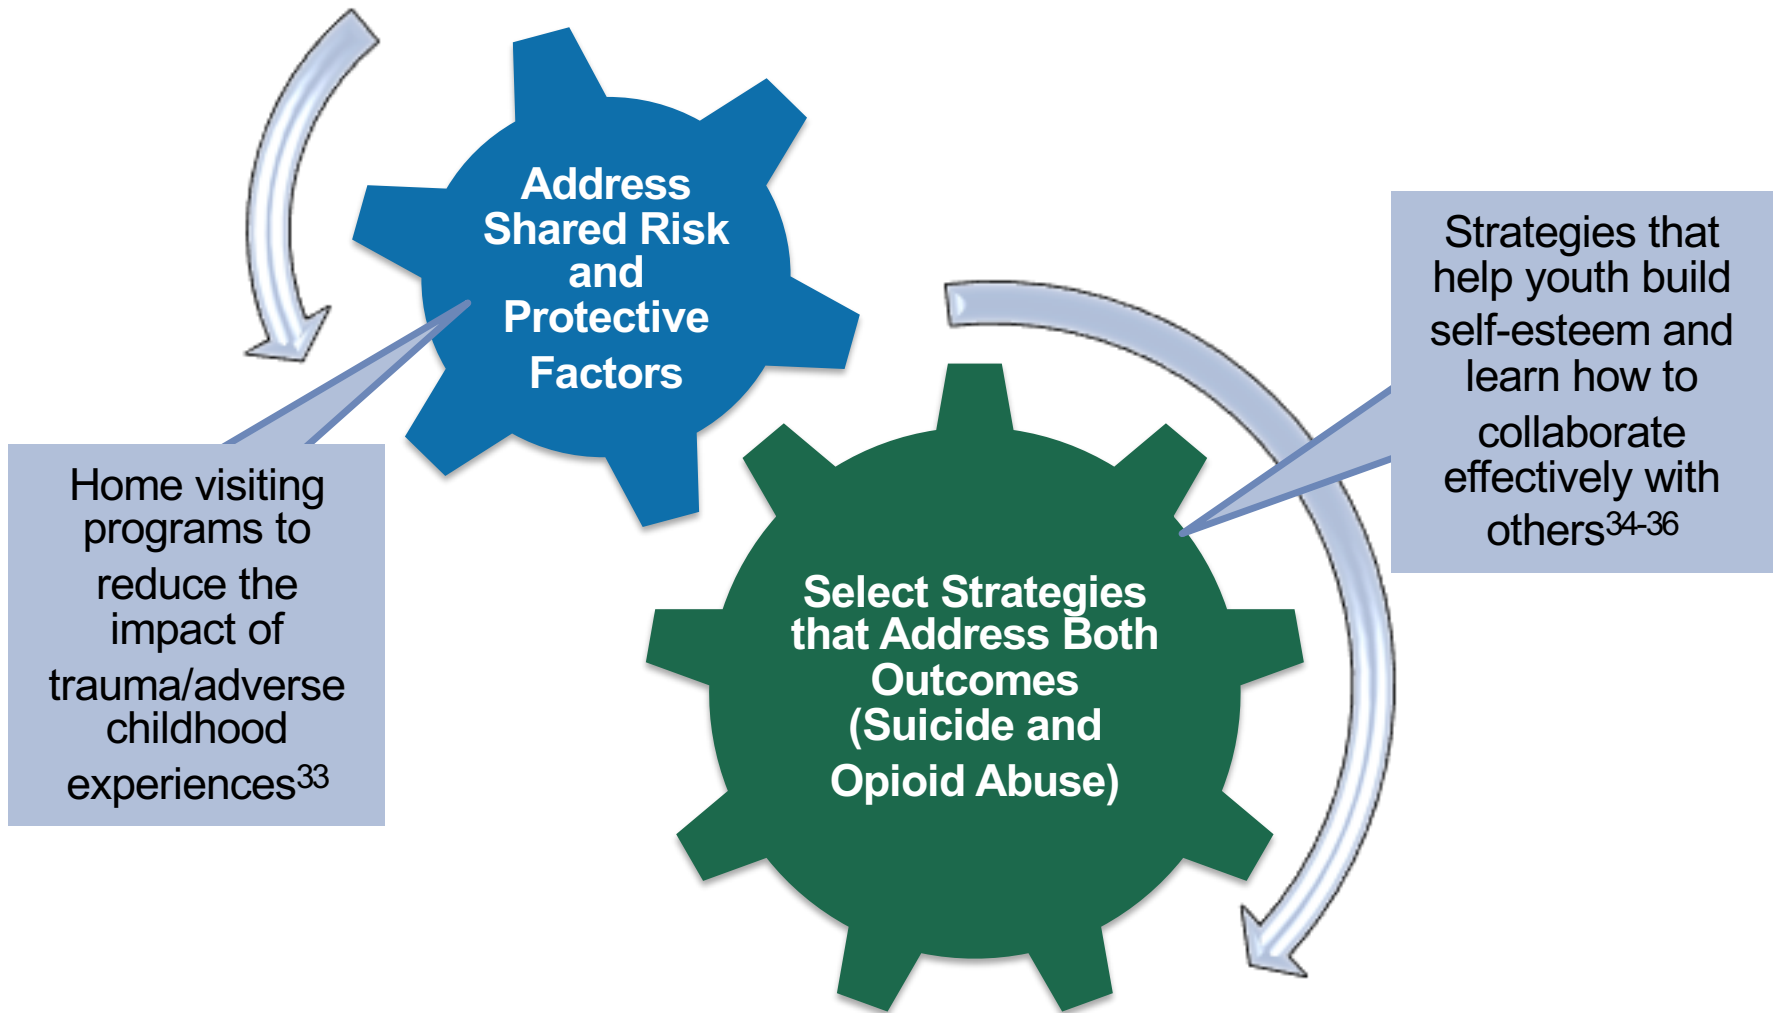 Address
Shared Risk
and
Protective
Factors
Home visiting
programs to
reduce the
impact of
trauma/adverse
childhood
experiences33
Strategies that
help youth build
self-esteem and
learn how to
collaborate
effectively with
others34-36
Select Strategies
that Address Both
Outcomes
(Suicide and
Opioid Abuse)